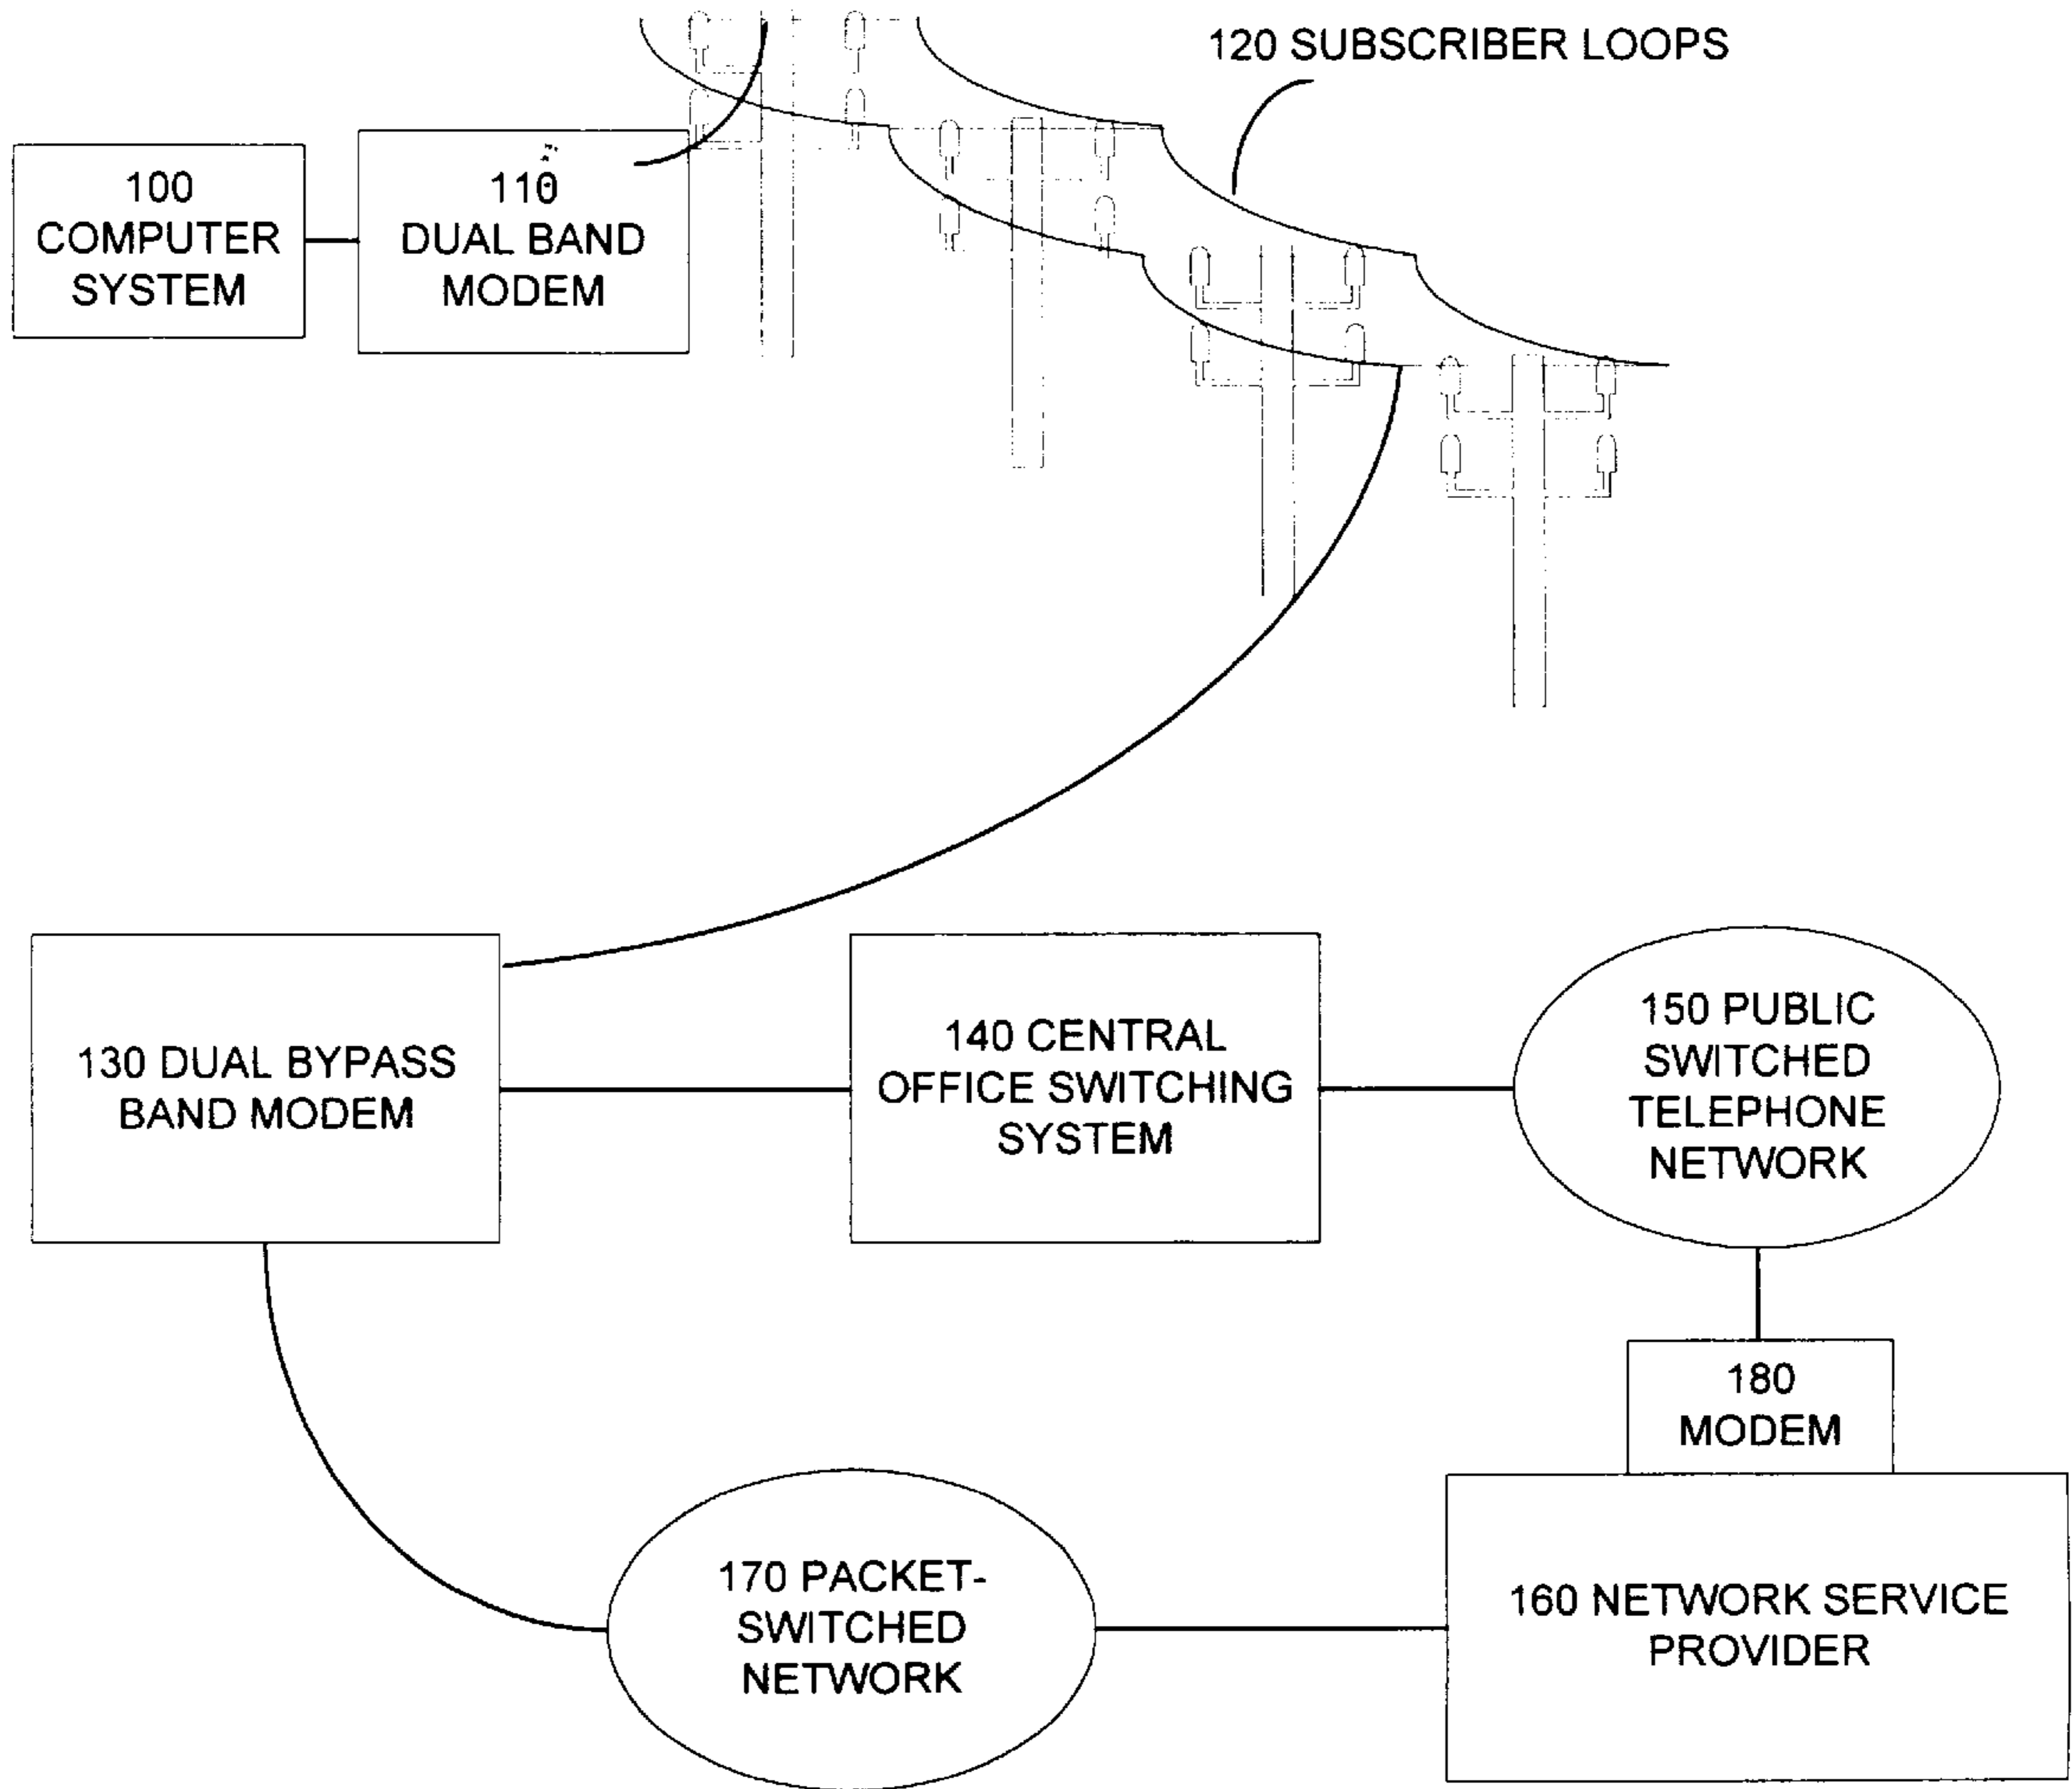 120 SUBSCRIBER LOOPS
100
COMPUTER
SYSTEM
110
DUAL BAND
MODEM
130 DUAL BYPASS
BAND MODEM
140 CENTRAL
OFFICE SWITCHING
SYSTEM
150 PUBLIC
SWITCHED
TELEPHONE
NETWORK
180
MODEM
170 PACKET-
SWITCHED
NETWORK
160 NETWORK SERVICE
PROVIDER